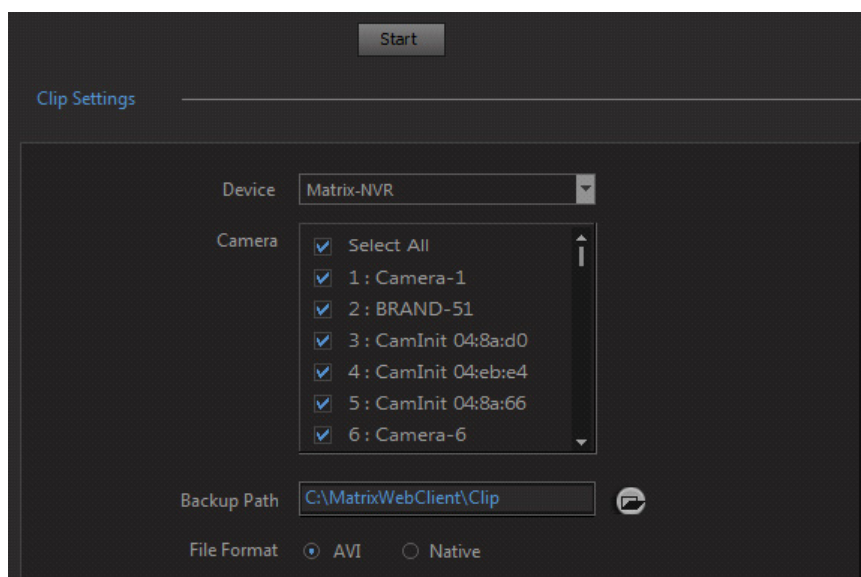 Start
Clip Settings
Device Matrix-NVR
Camera Select All
1 : Camera-1
2 : BRAND-51
3 : CamInit 04:8a:d0
4 : CamInit 04:eb:e4
5 : CamInit 04:8a:66
6 : Camera-6
Backup Path C:\MatrixWebClient\Clip
File Format AVI Native